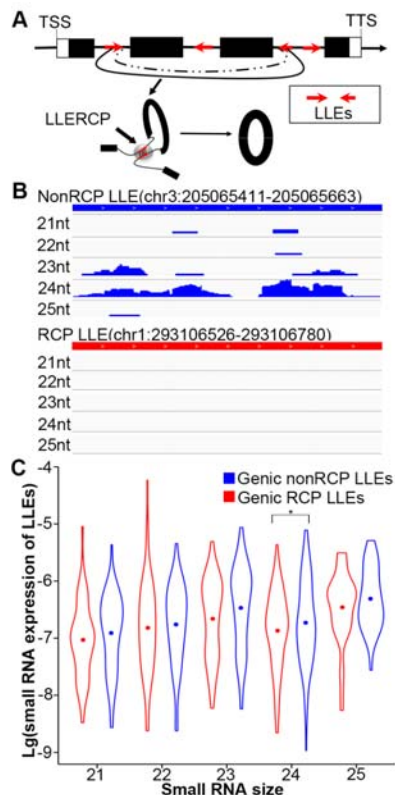 A
TSS
TTS
LLERCP
LLEs
B
NonRCP LLE(chr3:205065411-205065663)
21nt
22nt
23nt
24nt
25nt
RCP LLE(chr1:293106526-293106780)
21nt
22nt
23nt
24nt
25nt
C
Lg(small RNA expression of LLEs)
-4
-5
-6
-7
-8
-9
Genic nonRCP LLEs
Genic RCP LLEs
*
21 22 23 24 25
Small RNA size